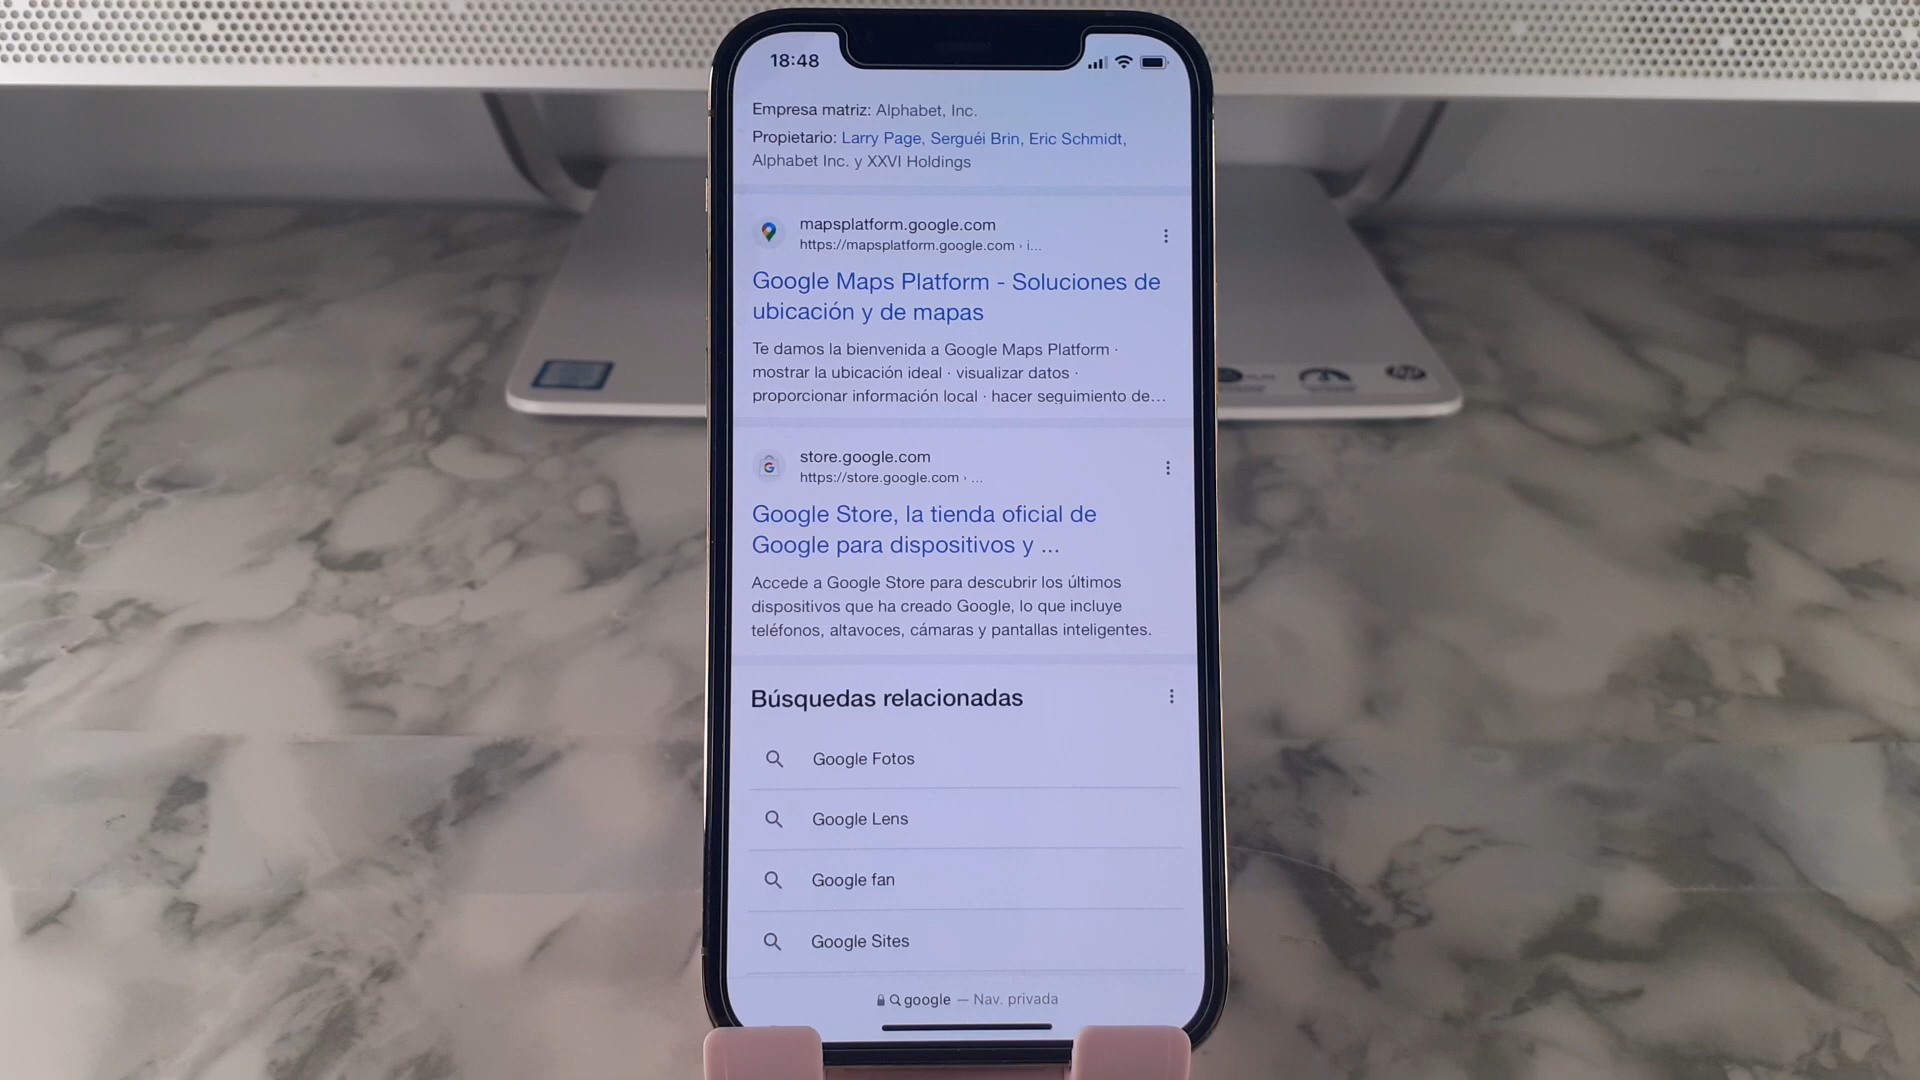 18:48
Empresa matriz: Alphabet, Inc.
Propietario: Larry Page, Serguéi Brin, Eric Schmidt,
Alphabet Inc. y XXVI Holdings
mapsplatform.google.com
https://mapsplatform.google.com › i...
Google Maps Platform - Soluciones de
ubicación y de mapas
Te damos la bienvenida a Google Maps Platform ·
mostrar la ubicación ideal · visualizar datos ·
proporcionar información local · hacer seguimiento de...
store.google.com
https://store.google.com › ...
Google Store, la tienda oficial de
Google para dispositivos y ...
Accede a Google Store para descubrir los últimos
dispositivos que ha creado Google, lo que incluye
teléfonos, altavoces, cámaras y pantallas inteligentes.
Búsquedas relacionadas
Google Fotos
Google Lens
Google fan
Google Sites
google — Nav. privada
hp